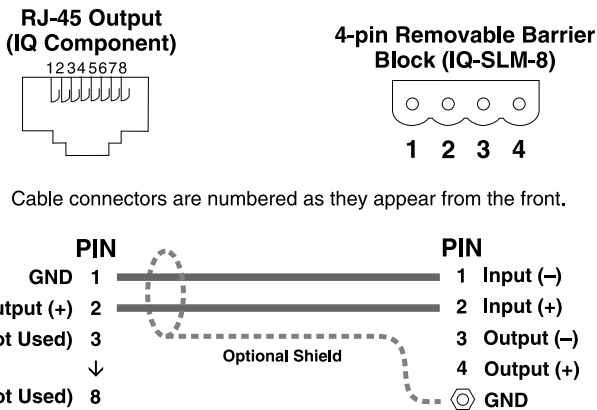 RJ-45 Output
(IQ Component)
12345678
4-pin Removable Barrier
Block (IQ-SLM-8)
1 2 3 4
Cable connectors are numbered as they appear from the front.
PIN
PIN
GND 1
1 Input (–)
(+) 2
2 Input (+)
Used) 3
3 Output (–)
Optional Shield
4 Output (+)
Used) 8
GND